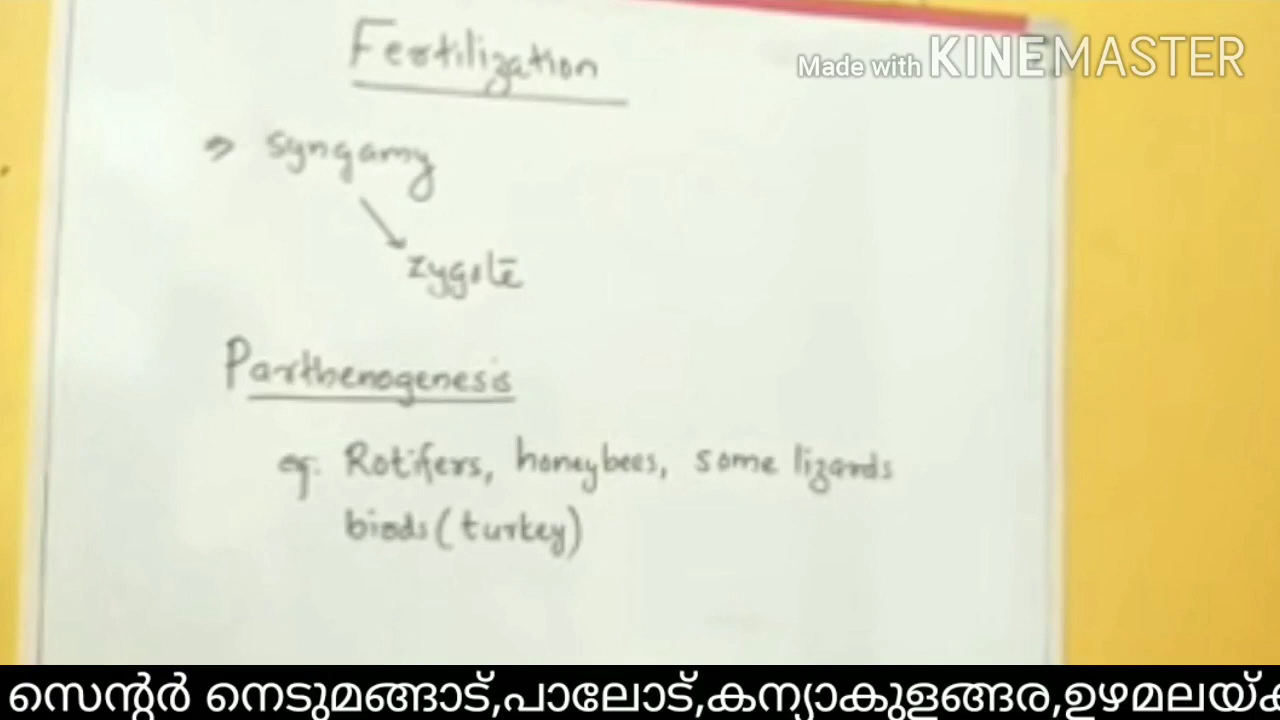 Fertilization
Made with KINEMASTER
→ syngamy
zygote
Parthenogenesis
eg. Rotifers, honeybees, some lizards
birds (turkey)
സെന്റർ നെടുമങ്ങാട്,പാലോട്,കന്യാകുളങ്ങര,ഉഴമലയ്ക